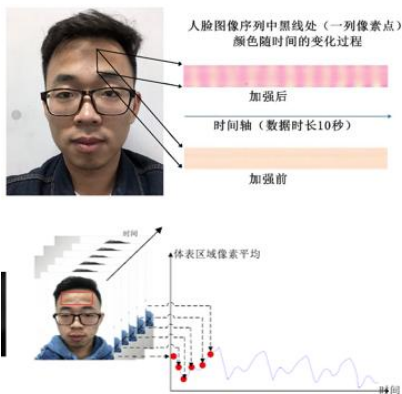 人脸图像序列中黑线处（一列像素点）
颜色随时间的变化过程
加强后
时间轴（数据时长10秒）
加强前
时间
体表区域像素平均
时间